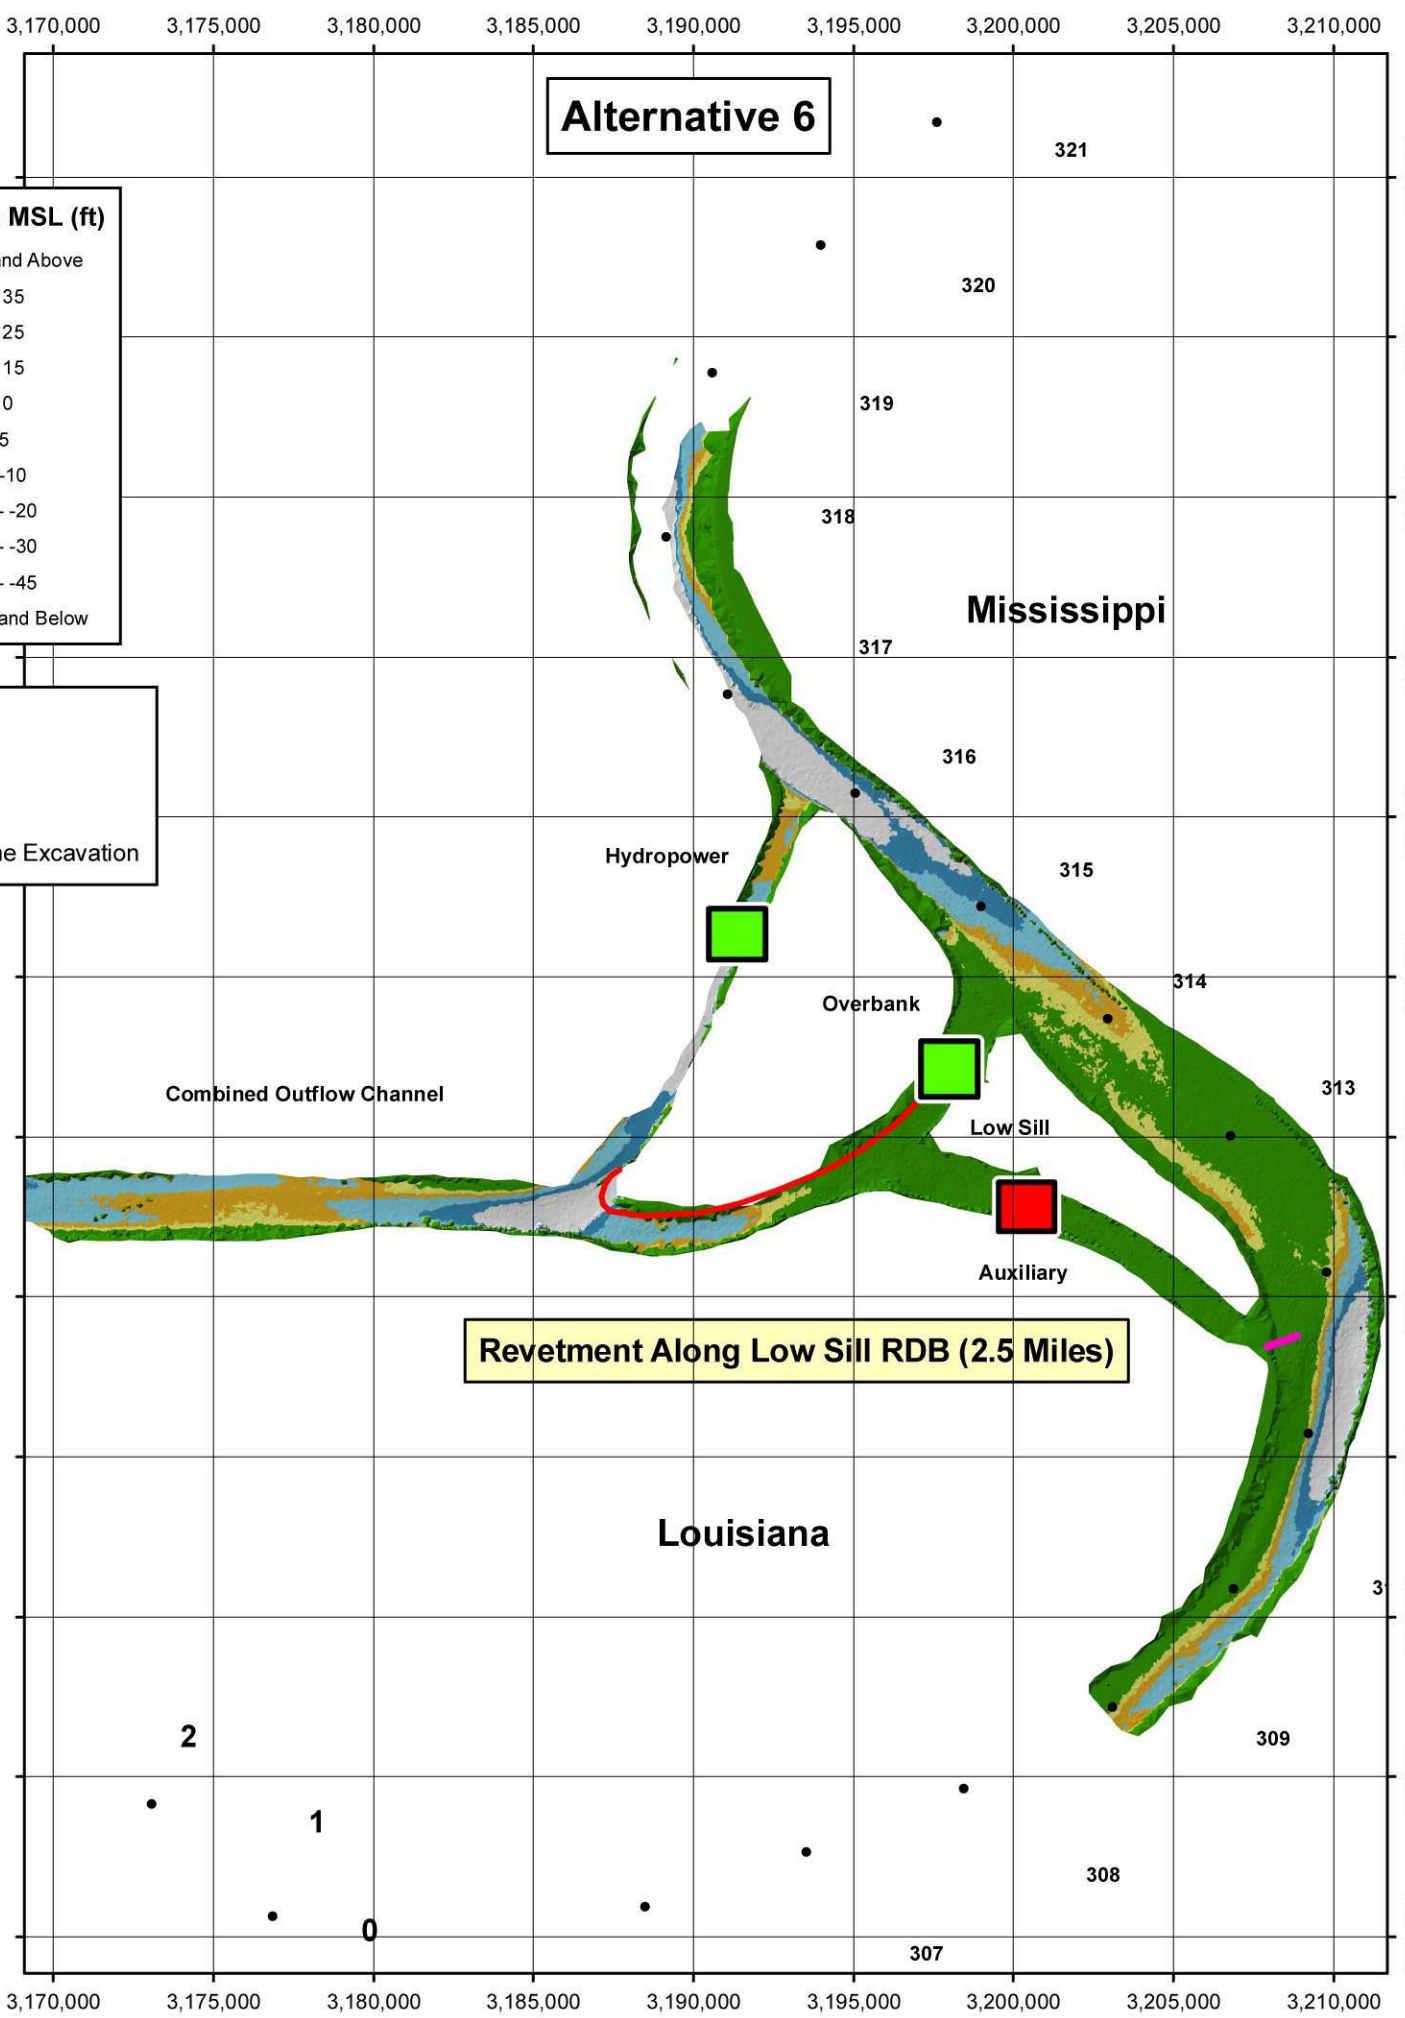 3,170,000 3,175,000 3,180,000 3,185,000 3,190,000 3,195,000 3,200,000 3,205,000 3,210,000
Alternative 6
321
MSL (ft)
and Above
35
25
15
0
5
-10
- -20
- -30
- -45
and Below
320
319
318
Mississippi
317
316
Excavation
Hydropower
315
314
Overbank
Combined Outflow Channel
313
Low Sill
Auxiliary
Revetment Along Low Sill RDB (2.5 Miles)
Louisiana
2
309
1
308
0
307
3,170,000 3,175,000 3,180,000 3,185,000 3,190,000 3,195,000 3,200,000 3,205,000 3,210,000